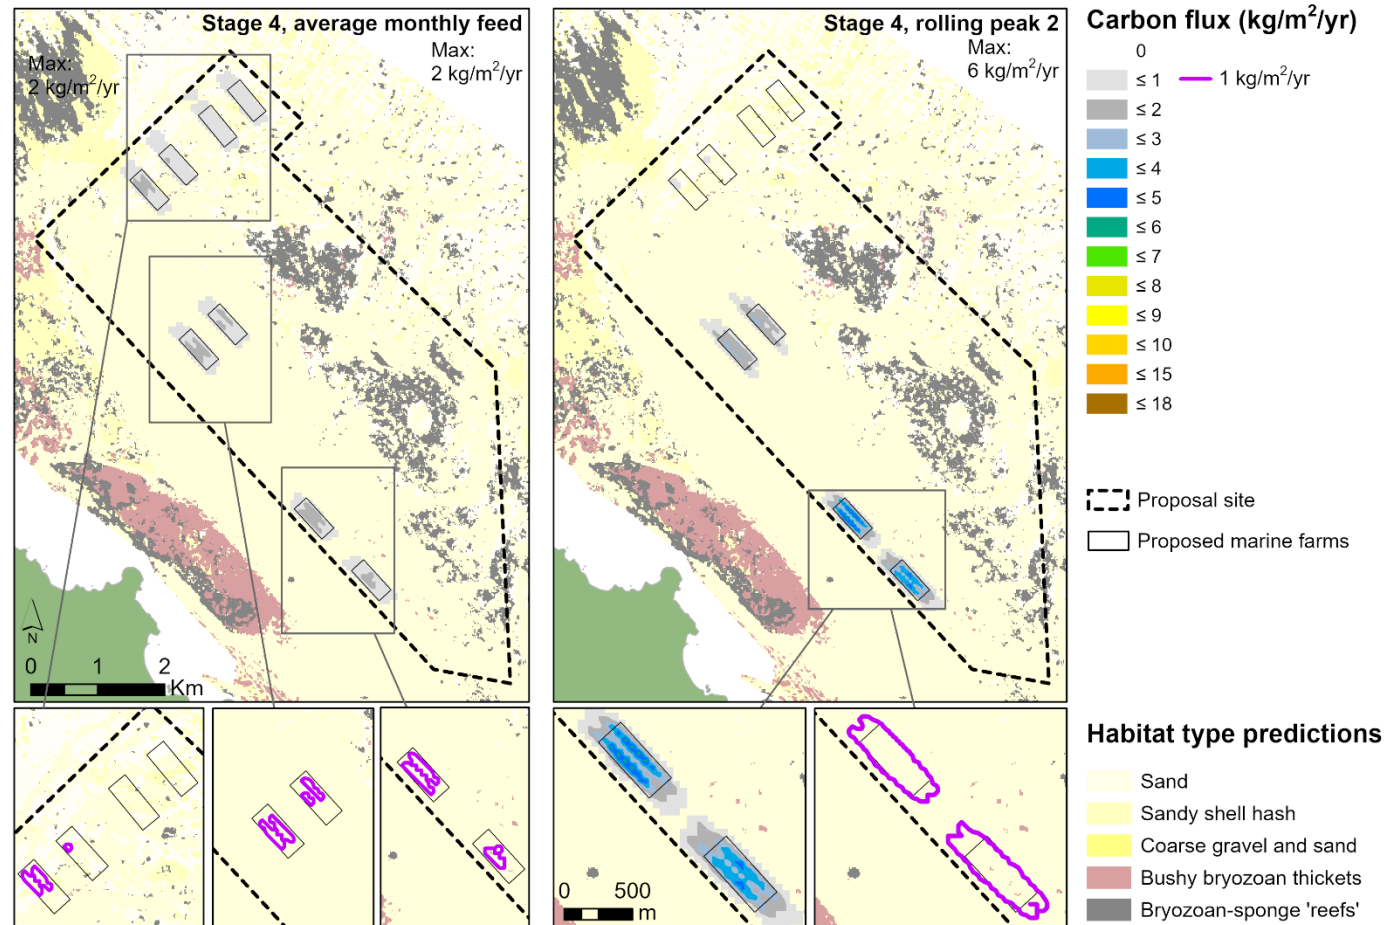 Stage 4, average monthly feed
Max:
2 kg/m²/yr
Max:
2 kg/m²/yr
N
0 1 2
Km
Stage 4, rolling peak 2
Max:
6 kg/m²/yr
0 500
m
Carbon flux (kg/m²/yr)
0
≤ 1
1 kg/m²/yr
≤ 2
≤ 3
≤ 4
≤ 5
≤ 6
≤ 7
≤ 8
≤ 9
≤ 10
≤ 15
≤ 18
Proposal site
Proposed marine farms
Habitat type predictions
Sand
Sandy shell hash
Coarse gravel and sand
Bushy bryozoan thickets
Bryozoan-sponge 'reefs'